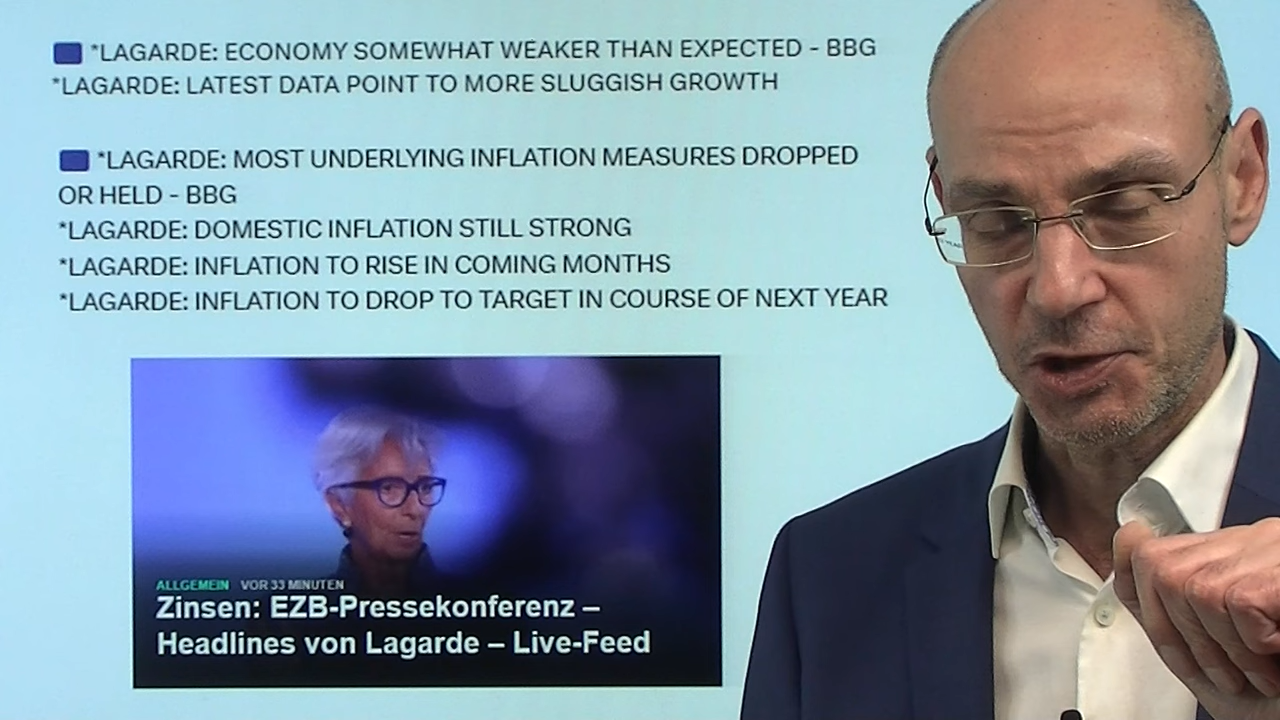 *LAGARDE: ECONOMY SOMEWHAT WEAKER THAN EXPECTED - BBG
*LAGARDE: LATEST DATA POINT TO MORE SLUGGISH GROWTH
*LAGARDE: MOST UNDERLYING INFLATION MEASURES DROPPED
OR HELD - BBG
*LAGARDE: DOMESTIC INFLATION STILL STRONG
*LAGARDE: INFLATION TO RISE IN COMING MONTHS
*LAGARDE: INFLATION TO DROP TO TARGET IN COURSE OF NEXT YEAR
ALLGEMEIN VOR 33 MINUTEN
Zinsen: EZB-Pressekonferenz –
Headlines von Lagarde – Live-Feed